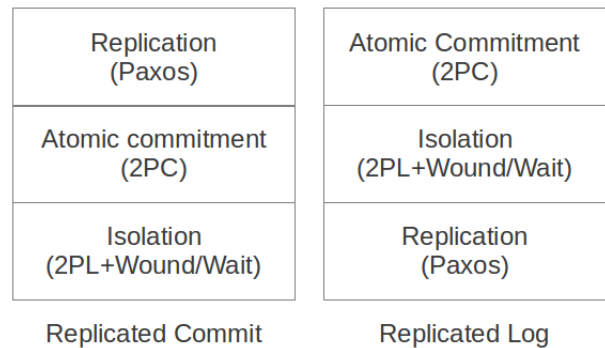 Replication
(Paxos)
Atomic commitment
(2PC)
Isolation
(2PL+Wound/Wait)
Replicated Commit
Atomic Commitment
(2PC)
Isolation
(2PL+Wound/Wait)
Replication
(Paxos)
Replicated Log